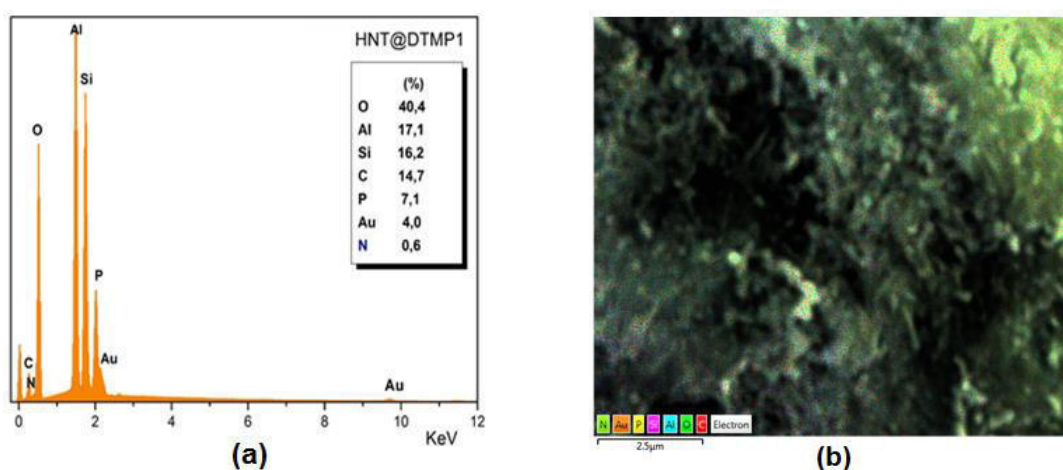 HNT@DTMP1
(%)
O 40,4
Al 17,1
Si 16,2
C 14,7
P 7,1
Au 4,0
N 0,6
Al
Si
O
P
C
N
Au
Au
0 2 4 6 8 10 12
KeV
(a)
N Au P Si Al O C Electron
2.5μm
(b)